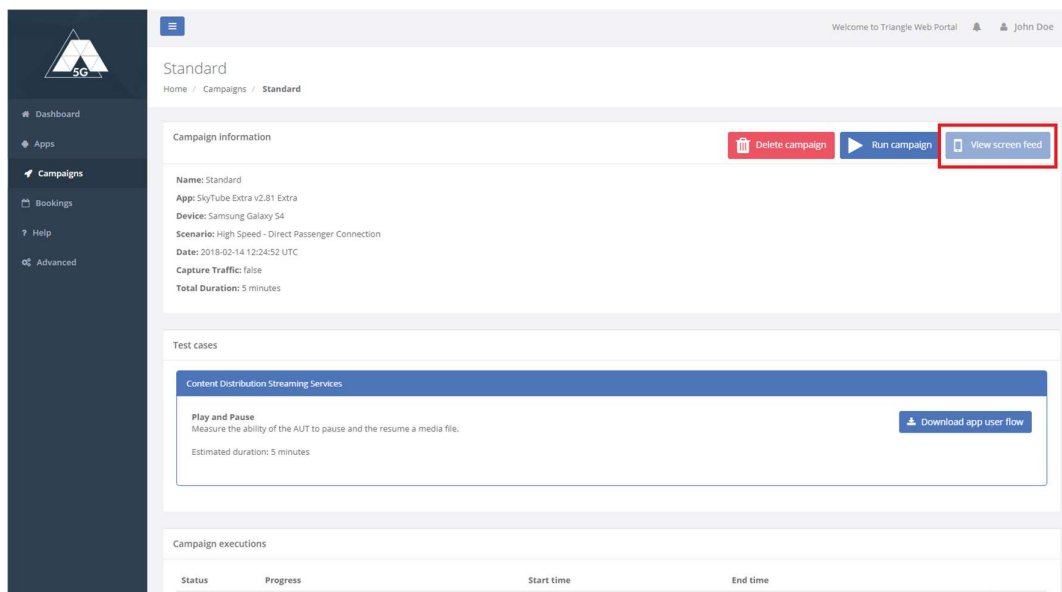 Welcome to Triangle Web Portal John Doe
5G
Standard
Home / Campaigns / Standard
Dashboard
Apps
Campaigns
Bookings
? Help
Advanced
Campaign information
Delete campaign
Run campaign
View screen feed
Name: Standard
App: SkyTube Extra v2.81 Extra
Device: Samsung Galaxy S4
Scenario: High Speed - Direct Passenger Connection
Date: 2018-02-14 12:24:52 UTC
Capture Traffic: false
Total Duration: 5 minutes
Test cases
Content Distribution Streaming Services
Play and Pause
Measure the ability of the AUT to pause and the resume a media file.
Download app user flow
Estimated duration: 5 minutes
Campaign executions
Status Progress Start time End time